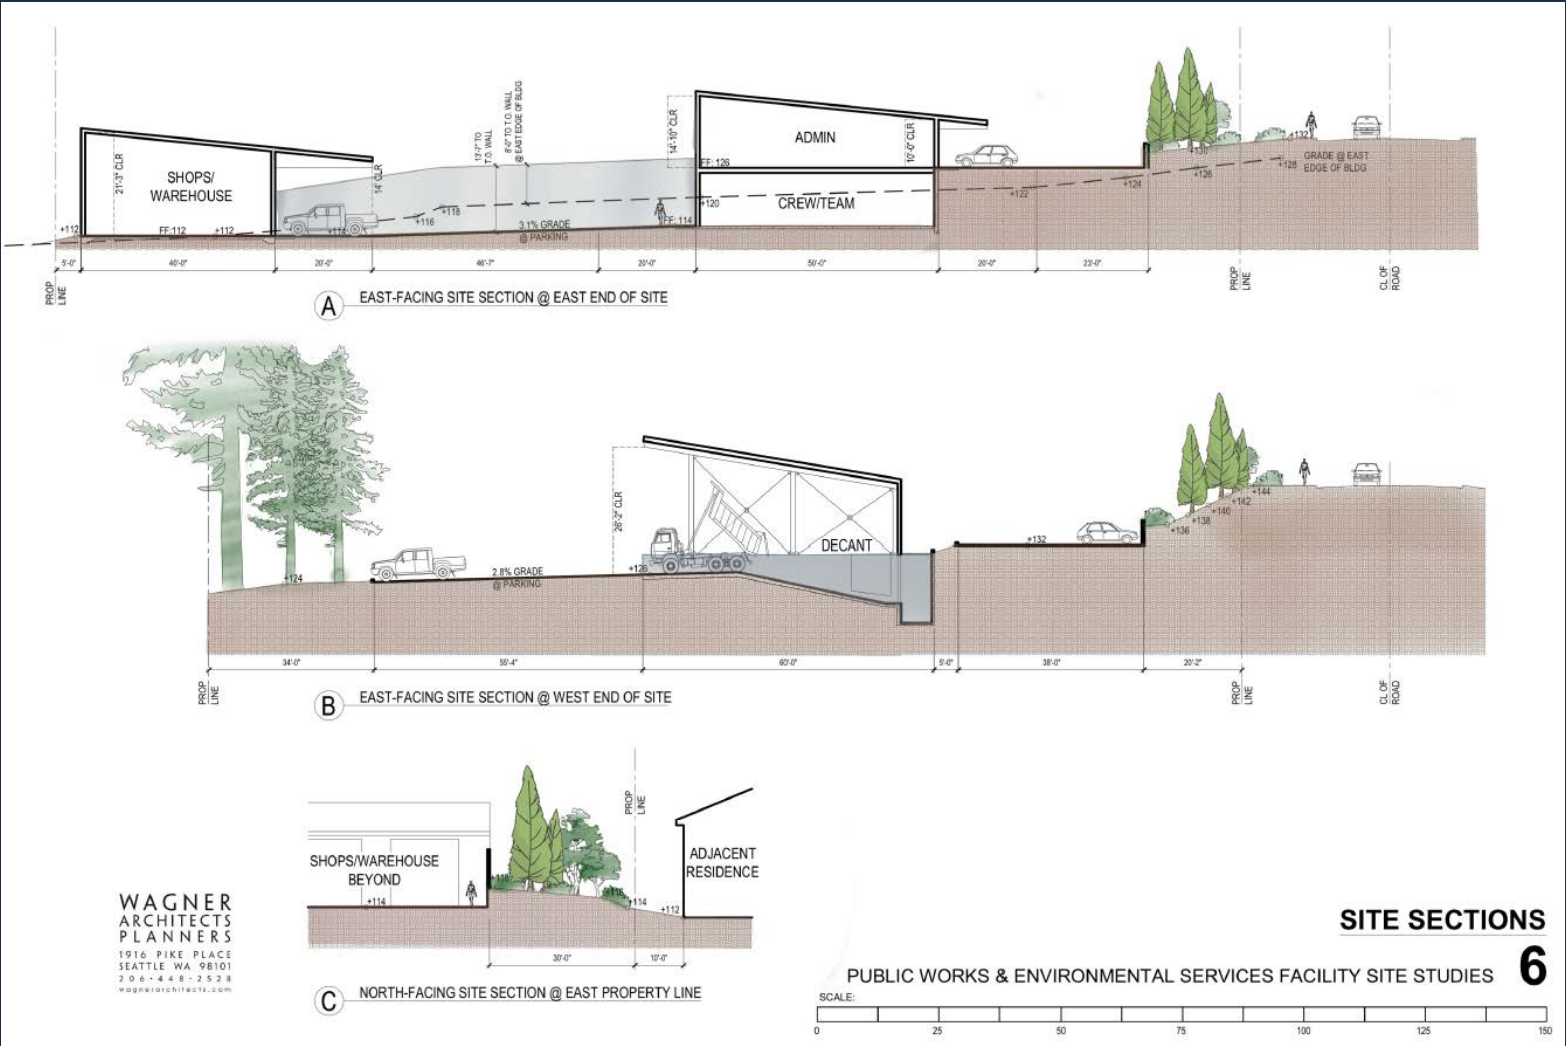 13'-7" TO
T.O. WALL
8'-0" TO T.O. WALL
@ EAST EDGE OF BLDG
14'-10" CLR
ADMIN
10'-0" CLR
+132
+130
GRADE @ EAST
EDGE OF BLDG
+128
+126
+124
+122
FF: 126
21'-3" CLR
SHOPS/
WAREHOUSE
14' CLR
CREW/TEAM
+120
+118
+116
FF: 114
3.1% GRADE
@ PARKING
+112
FF:112
+112
+114
5'-0"
40'-0"
20'-0"
46'-7"
20'-0"
50'-0"
20'-0"
23'-0"
PROP
LINE
PROP
LINE
CL OF
ROAD
A
EAST-FACING SITE SECTION @ EAST END OF SITE
26'-2" CLR
DECANT
+144
+142
+140
+138
+136
+132
+126
2.8% GRADE
@ PARKING
+124
34'-0"
55'-4"
60'-0"
5'-0"
38'-0"
20'-2"
PROP
LINE
PROP
LINE
CL OF
ROAD
B
EAST-FACING SITE SECTION @ WEST END OF SITE
PROP
LINE
SHOPS/WAREHOUSE
BEYOND
ADJACENT
RESIDENCE
+114
+114
+112
30'-0"
10'-0"
C
NORTH-FACING SITE SECTION @ EAST PROPERTY LINE
WAGNER
ARCHITECTS
PLANNERS
1916 PIKE PLACE
SEATTLE WA 98101
206-448-2528
wagnerarchitects.com
SITE SECTIONS
PUBLIC WORKS & ENVIRONMENTAL SERVICES FACILITY SITE STUDIES 6
SCALE:
0 25 50 75 100 125 150